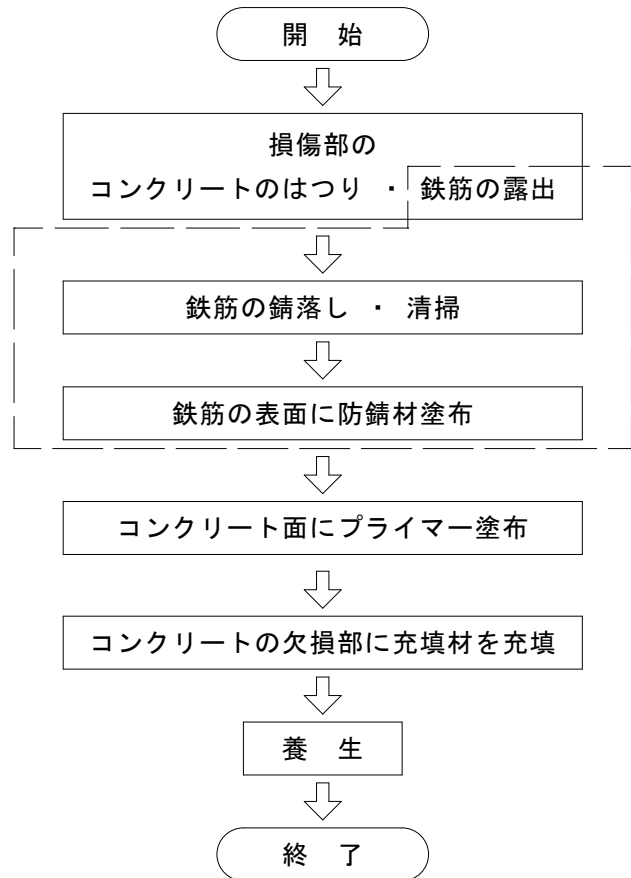 開　始
損傷部の
コンクリートのはつり ・ 鉄筋の露出
鉄筋の錆落し ・ 清掃
鉄筋の表面に防錆材塗布
コンクリート面にプライマー塗布
コンクリートの欠損部に充填材を充填
養　生
終　了